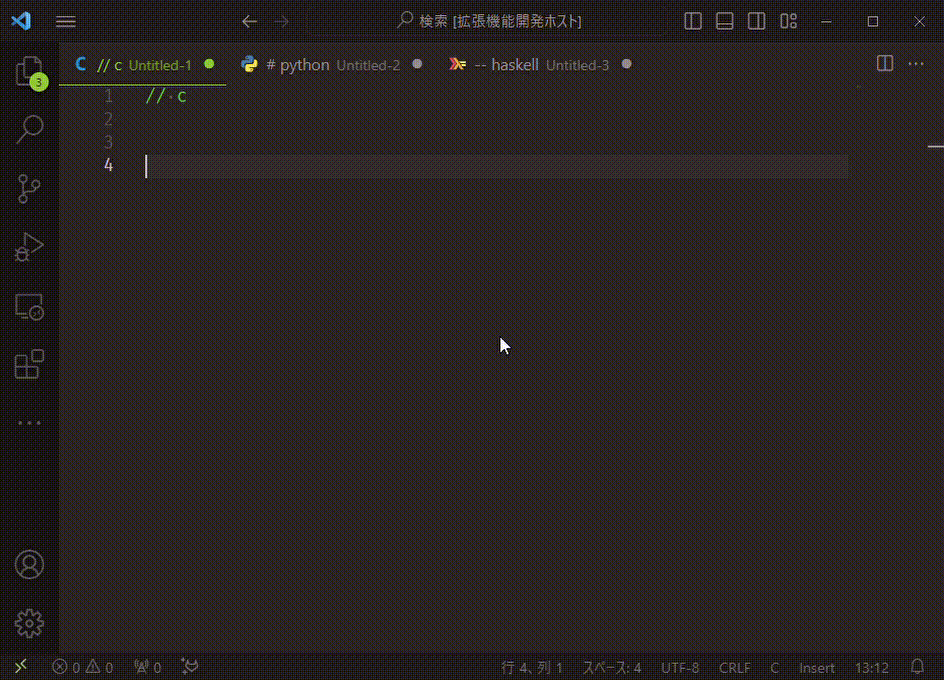 検索 [拡張機能開発ホスト]
C // c Untitled-1 # python Untitled-2 -- haskell Untitled-3
3
1 // c
2
3
4
0 0 0 行 4、列 1 スペース: 4 UTF-8 CRLF C Insert 13:12